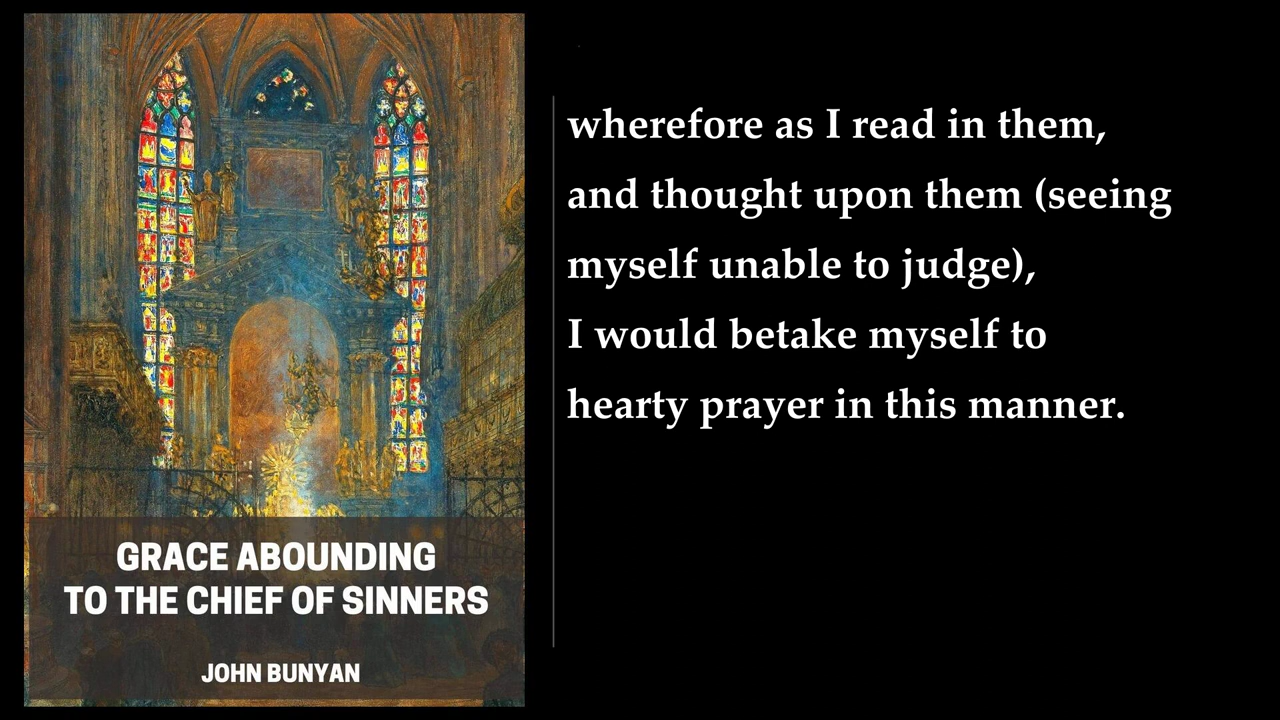 GRACE ABOUNDING
TO THE CHIEF OF SINNERS
JOHN BUNYAN
wherefore as I read in them,
and thought upon them (seeing
myself unable to judge),
I would betake myself to
hearty prayer in this manner.